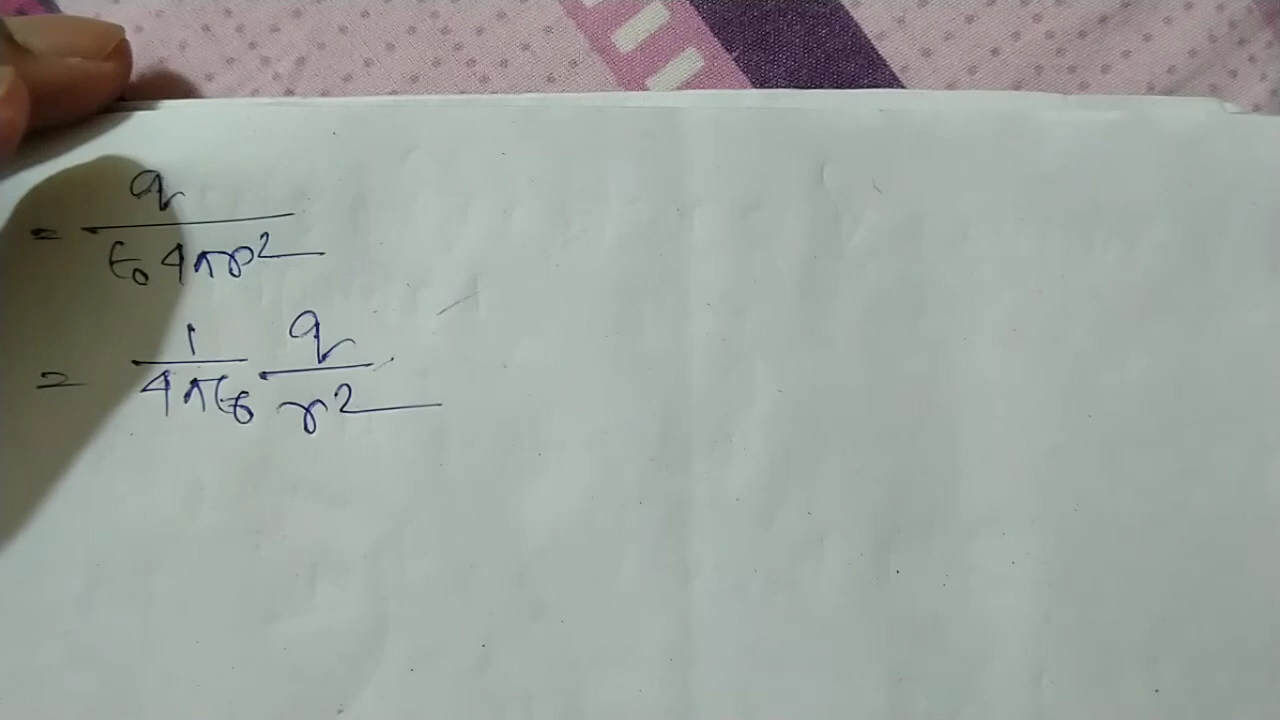 = q / ε₀ 4πr²
= 1 / 4πε₀ q / r²